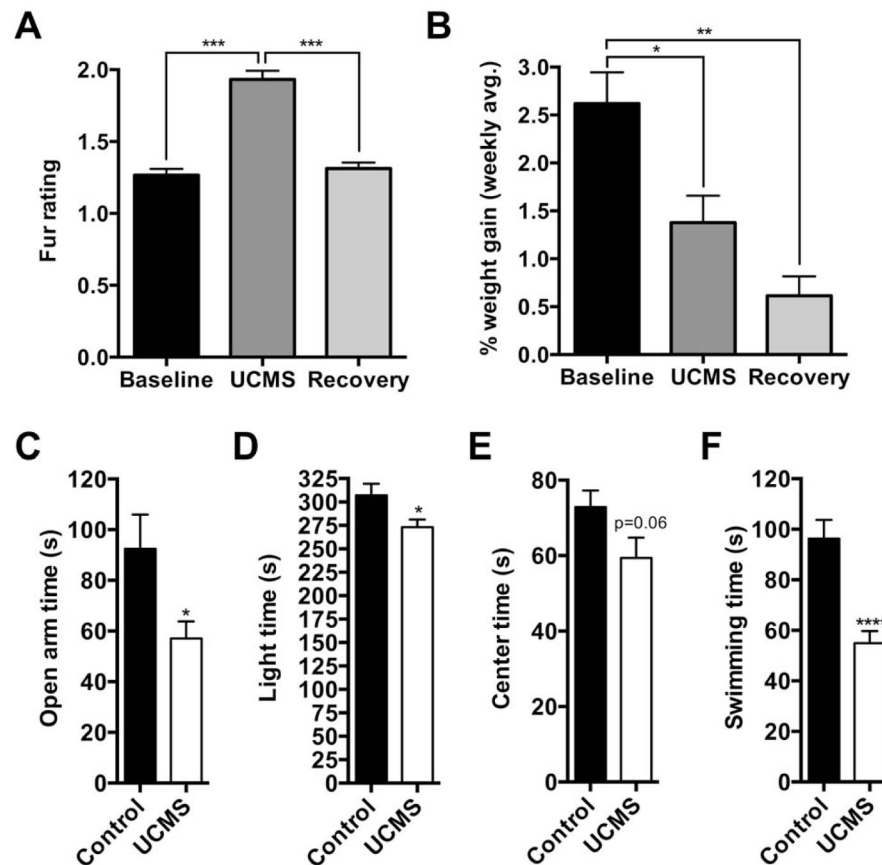 A
Fur rating
2.0
1.5
1.0
0.5
0.0
***
***
Baseline UCMS Recovery
B
% weight gain (weekly avg.)
3.0
2.5
2.0
1.5
1.0
0.5
0.0
**
*
Baseline UCMS Recovery
C
Open arm time (s)
120
100
80
60
40
20
0
*
Control UCMS
D
Light time (s)
325
300
275
250
225
200
175
150
125
100
75
50
25
0
*
Control UCMS
E
Center time (s)
80
60
40
20
0
p=0.06
Control UCMS
F
Swimming time (s)
120
100
80
60
40
20
0
****
Control UCMS